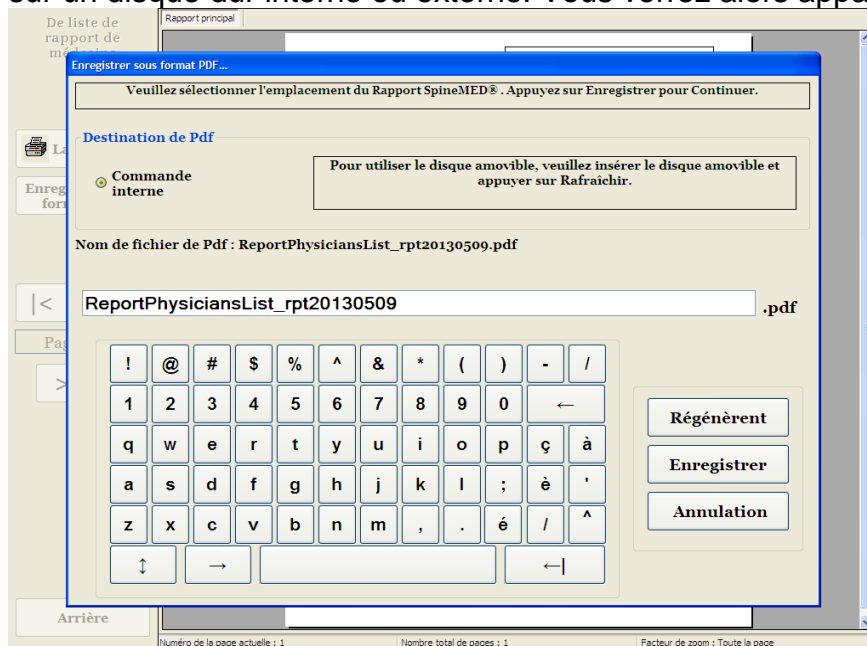 sur un disque dur interne ou externe. Vous verrez alors
De liste de
rapport de
Rapport principal
Enregistrer sous format PDF...
Veuillez sélectionner l'emplacement du Rapport SpineMED® . Appuyez sur Enregistrer pour Continuer.
Destination de Pdf
Commande
interne
Pour utiliser le disque amovible, veuillez insérer le disque amovible et
appuyer sur Rafraîchir.
Nom de fichier de Pdf : ReportPhysiciansList_rpt20130509.pdf
ReportPhysiciansList_rpt20130509 .pdf
|<
>
! @ # $ % ^ & * ( ) - /
1 2 3 4 5 6 7 8 9 0 ←
q w e r t y u i o p ç à
a s d f g h j k l ; è '
z x c v b n m , . é / ^
↕ → ←|
Régénèrent
Enregistrer
Annulation
Arrière
Numéro de la page actuelle : 1 Nombre total de pages : 1 Facteur de zoom : Toute la page